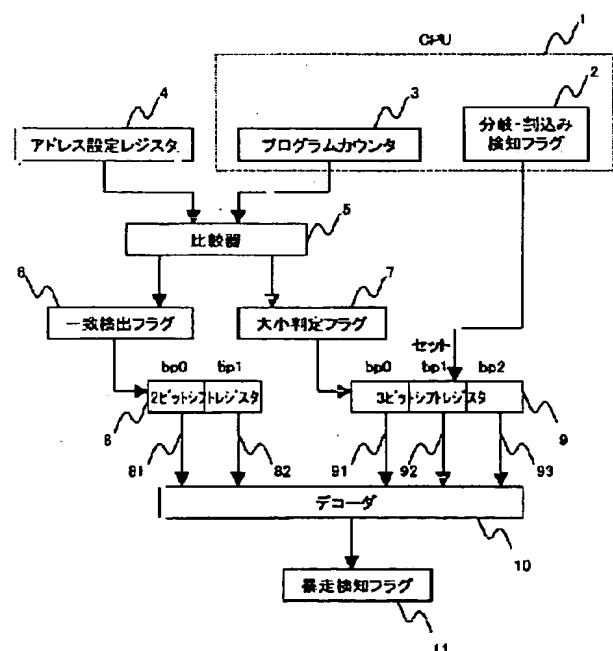 CPU
1
2
4
3
アドレス設定レジスタ
プログラムカウンタ
分岐・割込み
検知フラグ
比較器
5
6
7
一致検出フラグ
大小判定フラグ
セット
bp0 bp1
bp0 bp1 bp2
2ビットシフトレジスタ
3ビットシフトレジスタ
8
9
81 82 91 92 93
デコーダ
10
暴走検知フラグ
11